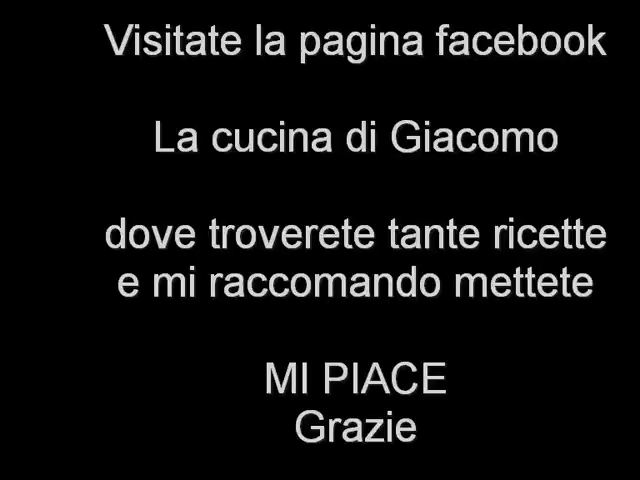 Visitate la pagina facebook
La cucina di Giacomo
dove troverete tante ricette
e mi raccomando mettete
MI PIACE
Grazie